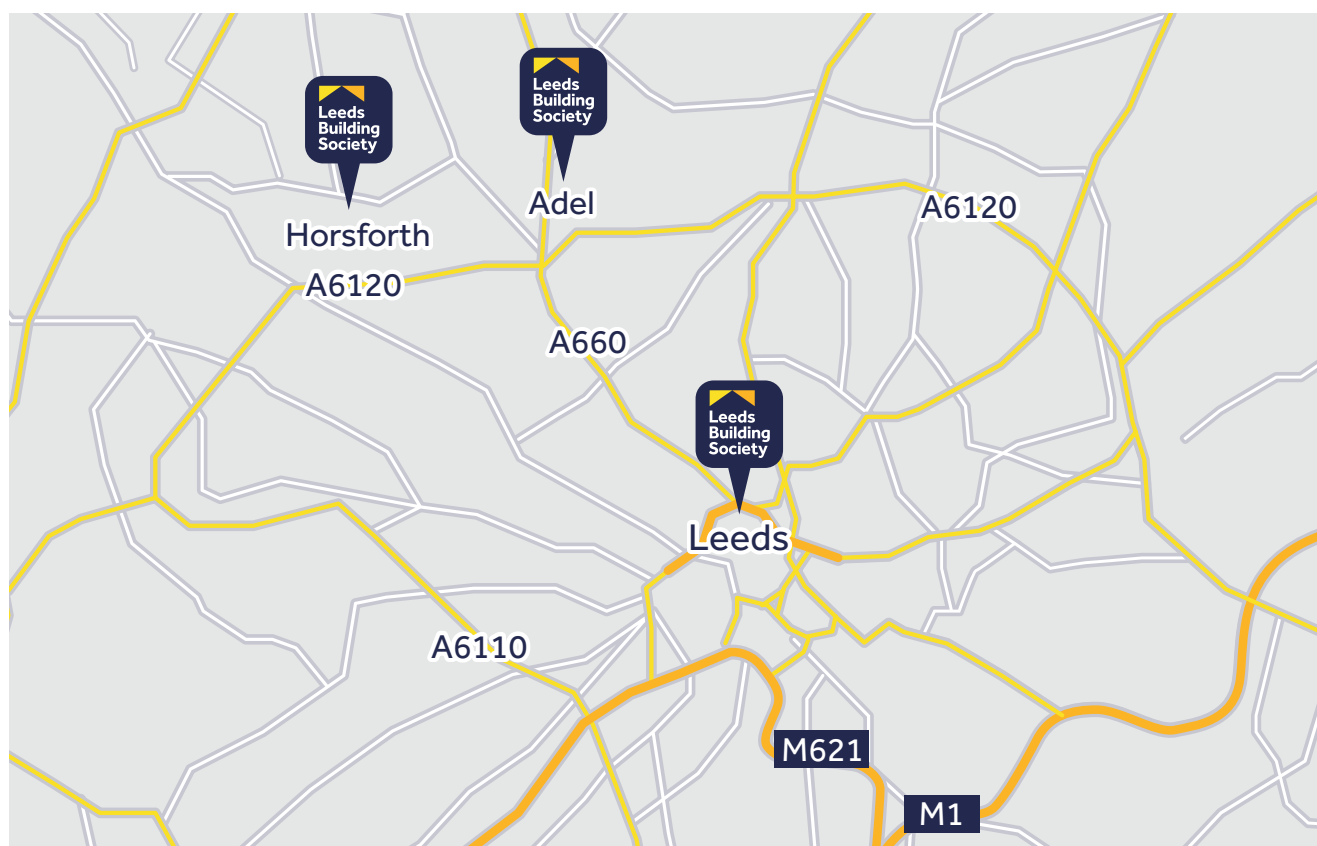 Leeds
Building
Society
Adel
Leeds
Building
Society
Horsforth
A6120
A6120
A660
Leeds
Building
Society
Leeds
A6110
M621
M1